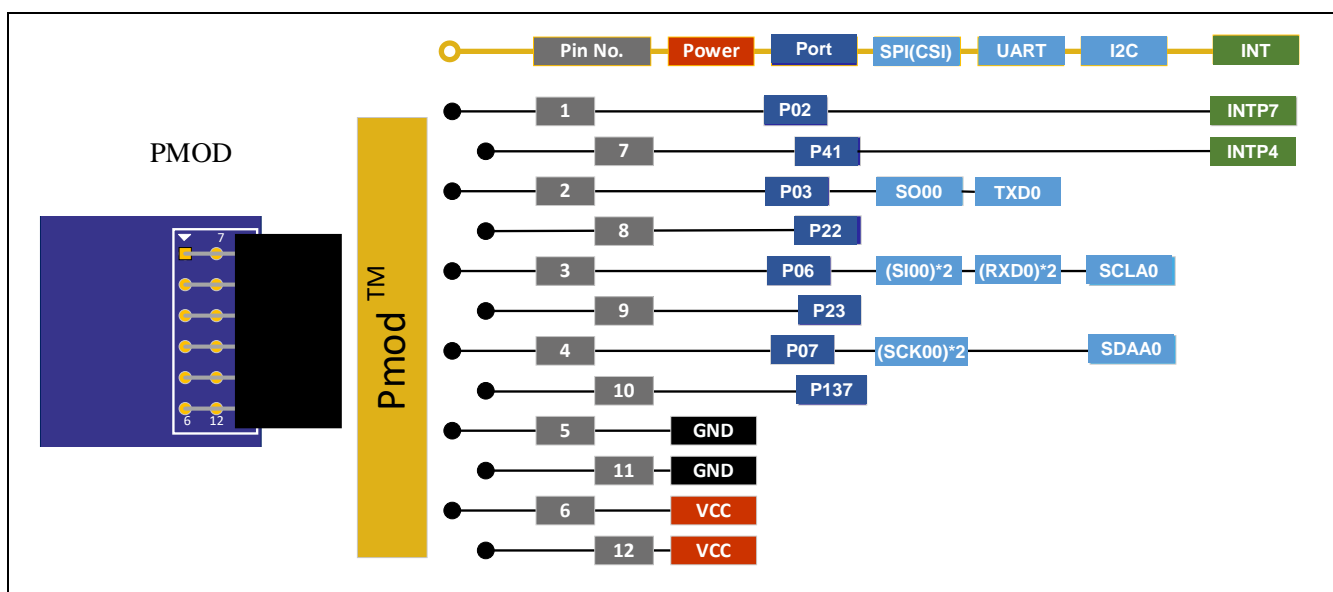 Pin No. Power Port SPI(CSI) UART I2C INT
1 P02 INTP7
PMOD
7 P41 INTP4
2 P03 SO00 TXD0
8 P22
7
3 P06 (SI00)*2 (RXD0)*2 SCLA0
9 P23
Pmod™
4 P07 (SCK00)*2 SDAA0
10 P137
6 12
5 GND
11 GND
6 VCC
12 VCC